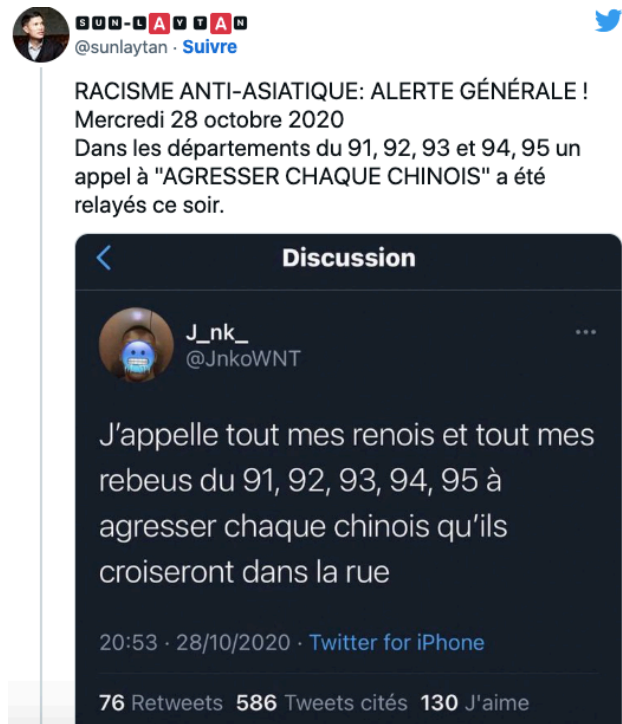 SUN-LAY TAN
@sunlaytan · Suivre
RACISME ANTI-ASIATIQUE: ALERTE GÉNÉRALE !
Mercredi 28 octobre 2020
Dans les départements du 91, 92, 93 et 94, 95 un
appel à "AGRESSER CHAQUE CHINOIS" a été
relayés ce soir.
Discussion
J_nk_
@JnkoWNT
J'appelle tout mes renois et tout mes
rebeus du 91, 92, 93, 94, 95 à
agresser chaque chinois qu'ils
croiseront dans la rue
20:53 · 28/10/2020 · Twitter for iPhone
76 Retweets 586 Tweets cités 130 J'aime